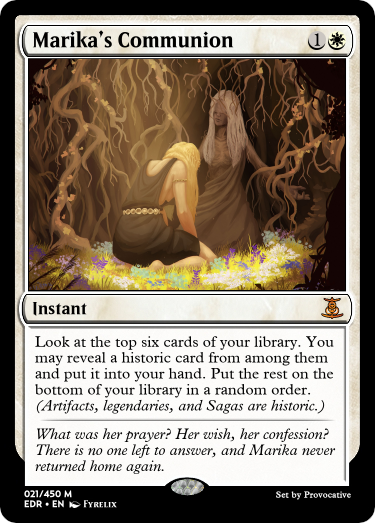 Marika's Communion 1
Instant
Look at the top six cards of your library. You
may reveal a historic card from among them
and put it into your hand. Put the rest on the
bottom of your library in a random order.
(Artifacts, legendaries, and Sagas are historic.)
What was her prayer? Her wish, her confession?
There is no one left to answer, and Marika never
returned home again.
021/450 M
EDR • EN Fyrelix
Set by Provocative